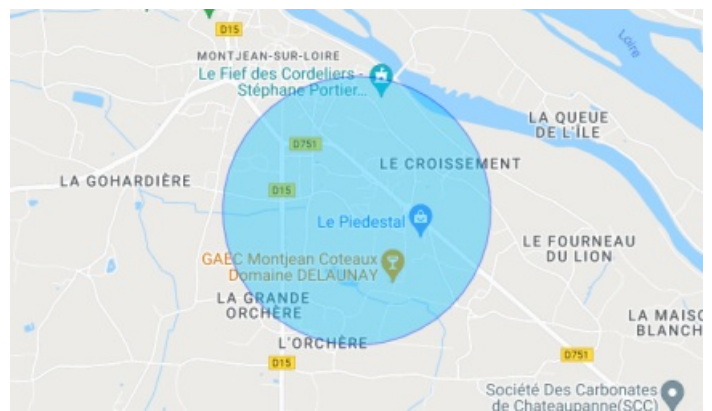 D15
MONTJEAN-SUR-LOIRE
Le Fief des Cordeliers -
Stéphane Portier...
Loire
LA QUEUE
DE L'ÎLE
D751
LE CROISSEMENT
LA GOHARDIÈRE
D15
Le Piedestal
LE FOURNEAU
DU LION
GAEC Montjean Coteaux
Domaine DELAUNAY
LA GRANDE
ORCHÈRE
LA MAISO
BLANCH
L'ORCHÈRE
D15
D751
Société Des Carbonates
de Chateaupanne(SCC)